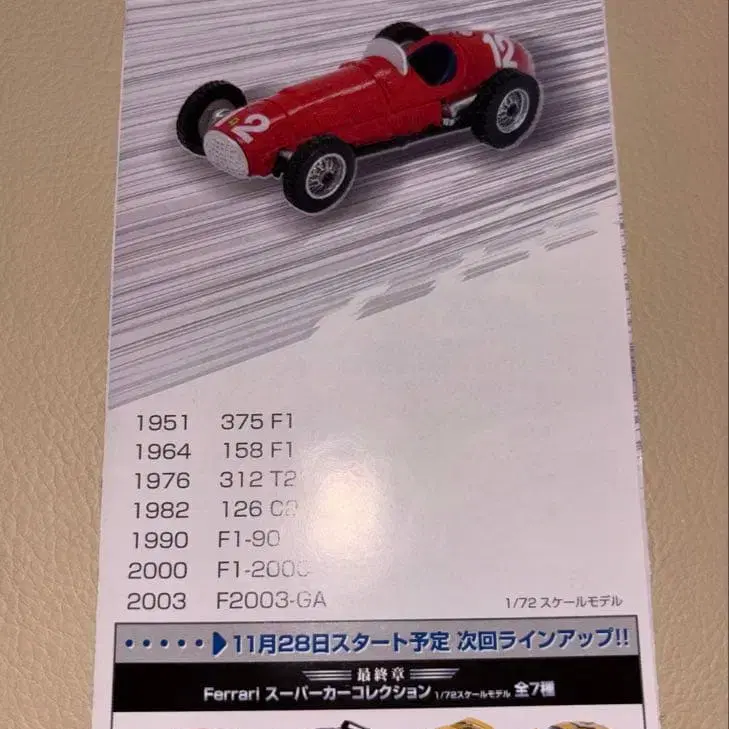 12
12
1951 375 F1
1964 158 F1
1976 312 T2
1982 126 C2
1990 F1-90
2000 F1-2000
2003 F2003-GA
1/72 スケールモデル
11月28日スタート予定 次回ラインアップ!!
最終章
Ferrari スーパーカーコレクション 1/72スケールモデル 全7種